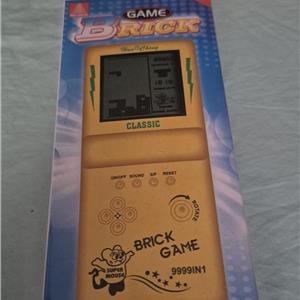 GAME
BRICK
CLASSIC
ON/OFF SOUND S/P RESET
ROTATE
BRICK
GAME
SUPER
MOUSE
9999IN1